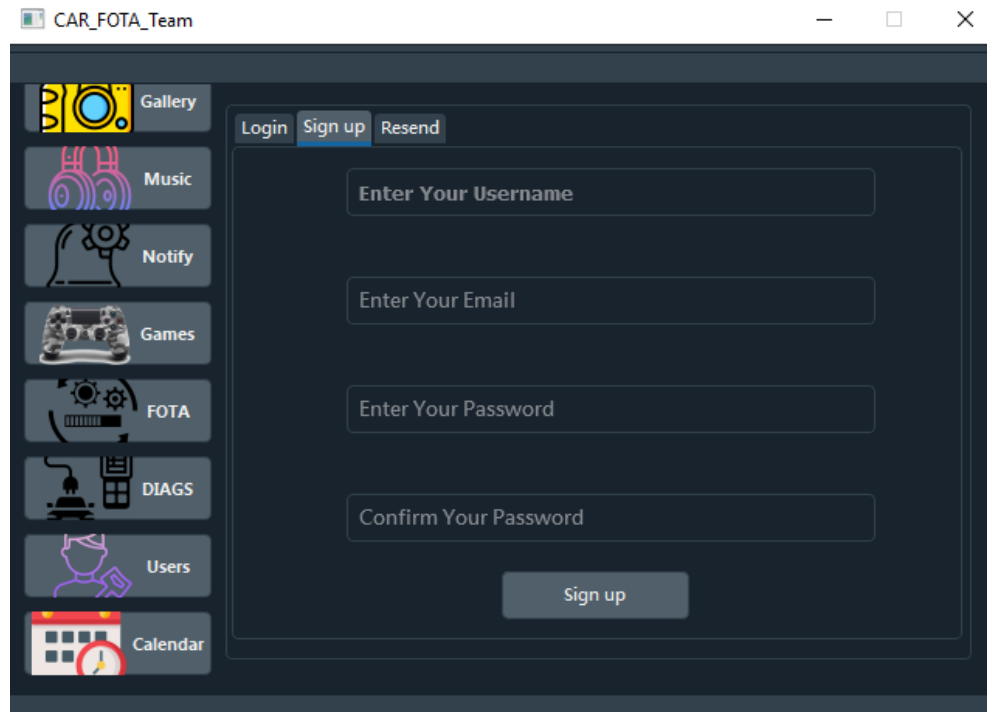 CAR_FOTA_Team
Gallery
Music
Notify
Games
FOTA
DIAGS
Users
Calendar
Login Sign up Resend
Enter Your Username
Enter Your Email
Enter Your Password
Confirm Your Password
Sign up